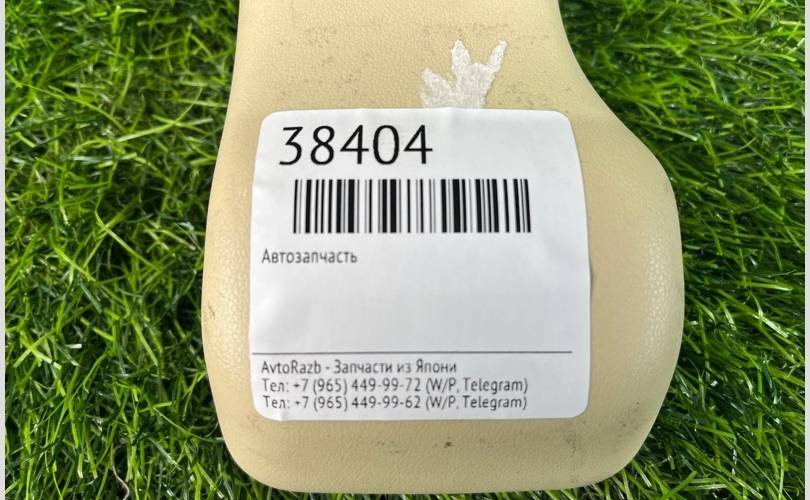 38404
Автозапчасть
AvtoRazb - Запчасти из Япони
Тел: +7 (965) 449-99-72 (W/P, Telegram)
Тел: +7 (965) 449-99-62 (W/P, Telegram)